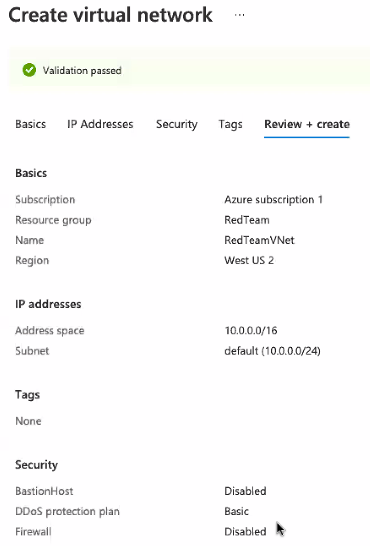 Create virtual network ...
Validation passed
Basics IP Addresses Security Tags Review + create
Basics
Subscription Azure subscription 1
Resource group RedTeam
Name RedTeamVNet
Region West US 2
IP addresses
Address space 10.0.0.0/16
Subnet default (10.0.0.0/24)
Tags
None
Security
BastionHost Disabled
DDoS protection plan Basic
Firewall Disabled